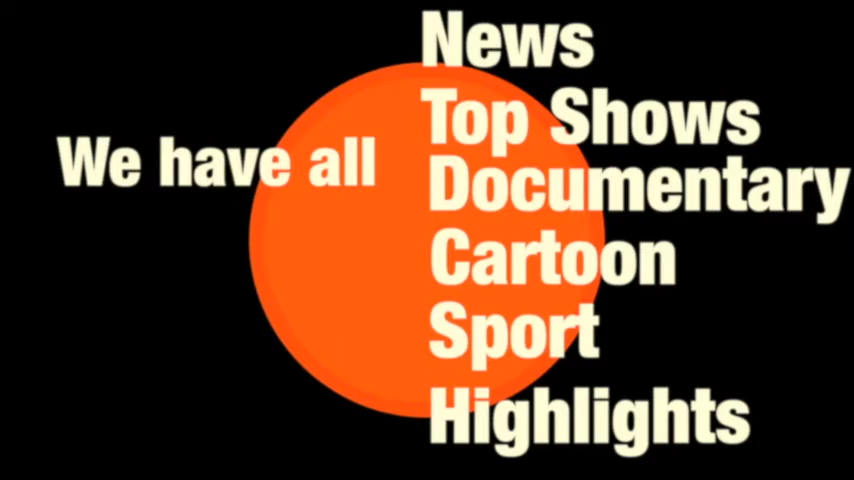 We have all
News
Top Shows
Documentary
Cartoon
Sport
Highlights